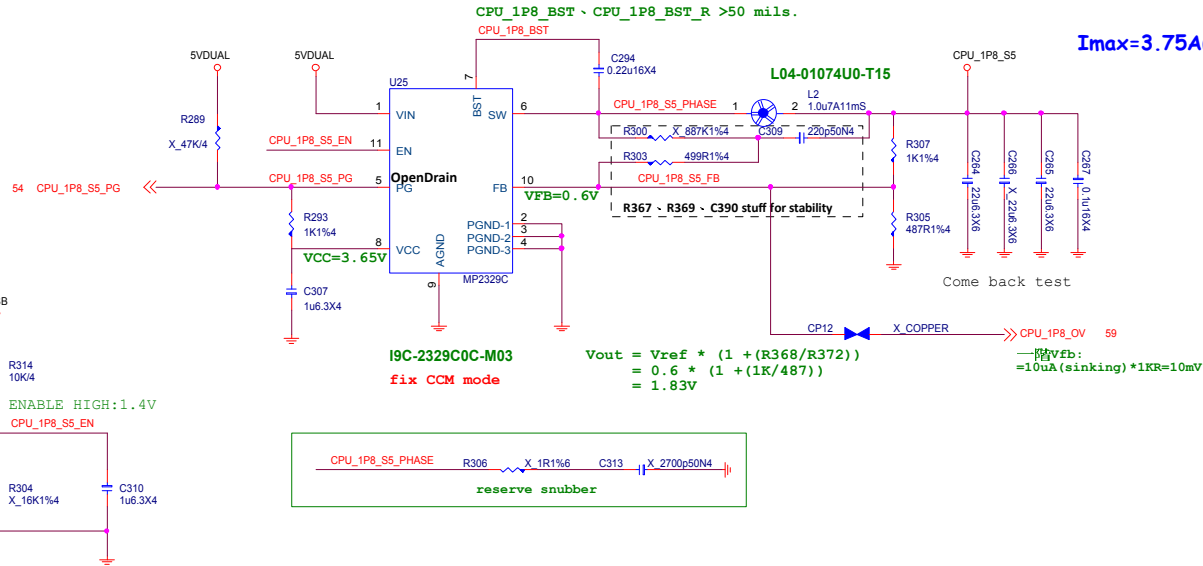 CPU_1P8_BST、CPU_1P8_BST_R >50 mils.
CPU_1P8_BST
Imax=3.75A
5VDUAL
5VDUAL
C294
0.22u16X4
CPU_1P8_S5
L04-01074U0-T15
U25
7
BST
1
VIN
SW
6
CPU_1P8_S5_PHASE
1
2
L2
1.0u7A11mS
R289
X_47K/4
CPU_1P8_S5_EN
11
EN
R300
X_887K1%4
C309
220p50N4
R307
1K1%4
R303
499R1%4
C264
22u6.3X6
C266
X_22u6.3X6
C265
22u6.3X6
C267
0.1u16X4
54
CPU_1P8_S5_PG
CPU_1P8_S5_PG
5
PG
OpenDrain
FB
10
CPU_1P8_S5_FB
VFB=0.6V
R367、R369、C390 stuff for stability
R293
1K1%4
PGND-1
2
PGND-2
3
PGND-3
4
R305
487R1%4
8
VCC
VCC=3.65V
AGND
9
MP2329C
Come back test
C307
1u6.3X4
B
CP12
X_COPPER
CPU_1P8_OV
59
I9C-2329C0C-M03
fix CCM mode
Vout = Vref * (1 +(R368/R372))
= 0.6 * (1 +(1K/487))
= 1.83V
一階Vfb:
=10uA(sinking)*1KR=10mV
R314
10K/4
ENABLE HIGH:1.4V
CPU_1P8_S5_EN
R304
X_16K1%4
C310
1u6.3X4
CPU_1P8_S5_PHASE
R306
X_1R1%6
C313
X_2700p50N4
reserve snubber